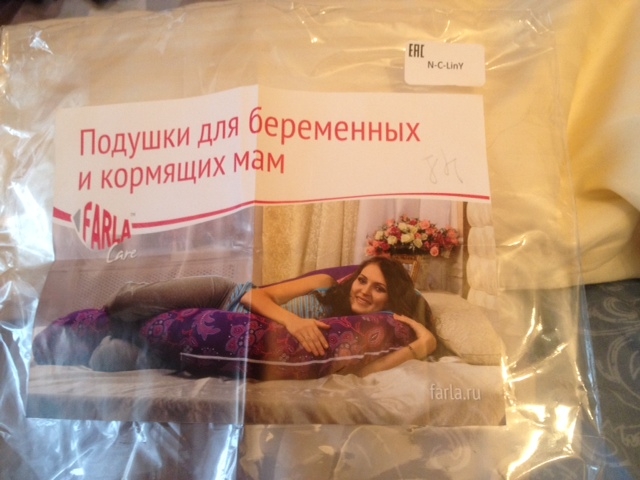 EAC
N-C-LinY
Подушки для беременных
и кормящих мам
FARLA
Care
farla.ru